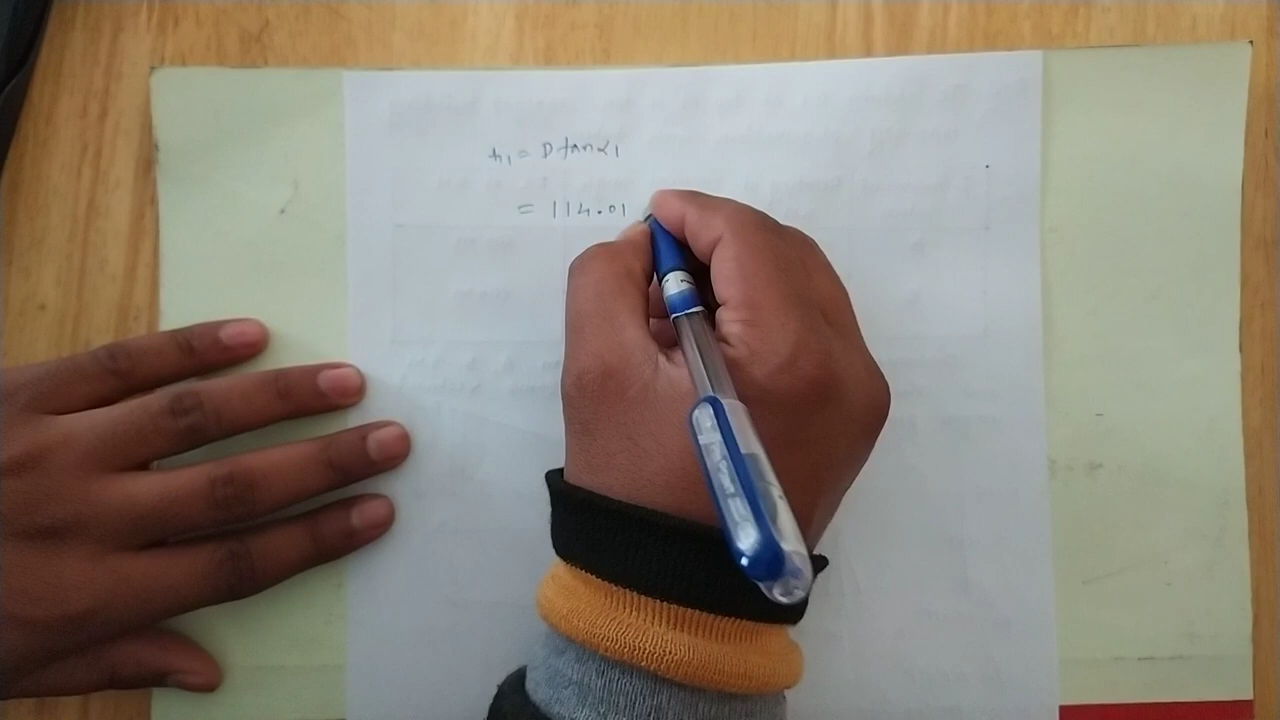 h₁ = D tanα1
= 114.01